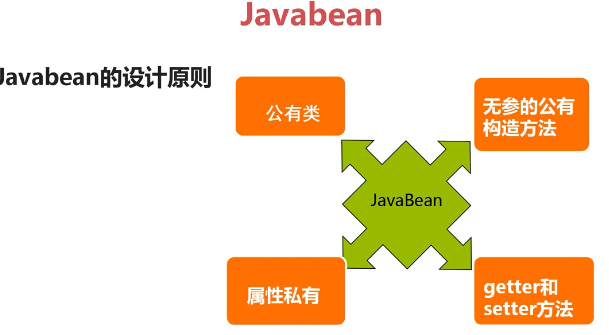 Javabean
Javabean的设计原则
公有类
无参的公有
构造方法
JavaBean
属性私有
getter和
setter方法